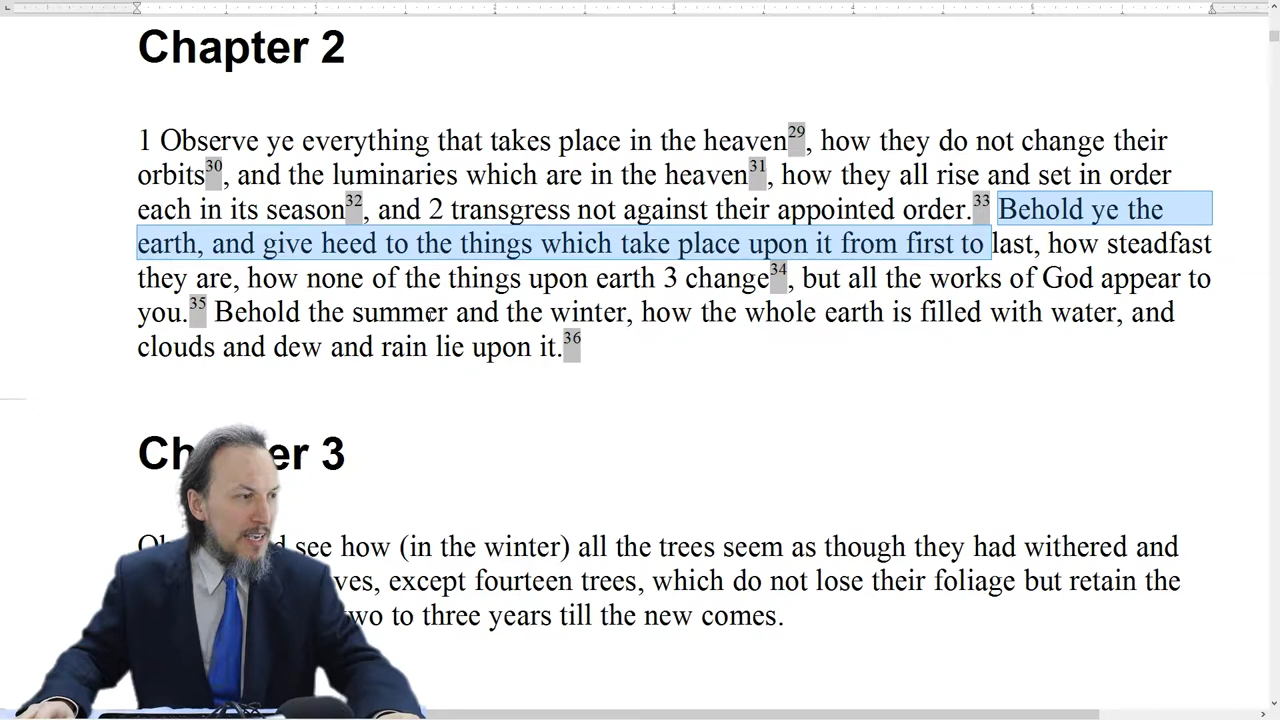 Chapter 2
1 Observe ye everything that takes place in the heaven29, how they do not change their
orbits30, and the luminaries which are in the heaven31, how they all rise and set in order
each in its season32, and 2 transgress not against their appointed order.33 Behold ye the
earth, and give heed to the things which take place upon it from first to last, how steadfast
they are, how none of the things upon earth 3 change34, but all the works of God appear to
you.35 Behold the summer and the winter, how the whole earth is filled with water, and
clouds and dew and rain lie upon it.36
Chapter 3
see how (in the winter) all the trees seem as though they had withered and
except fourteen trees, which do not lose their foliage but retain the
two to three years till the new comes.